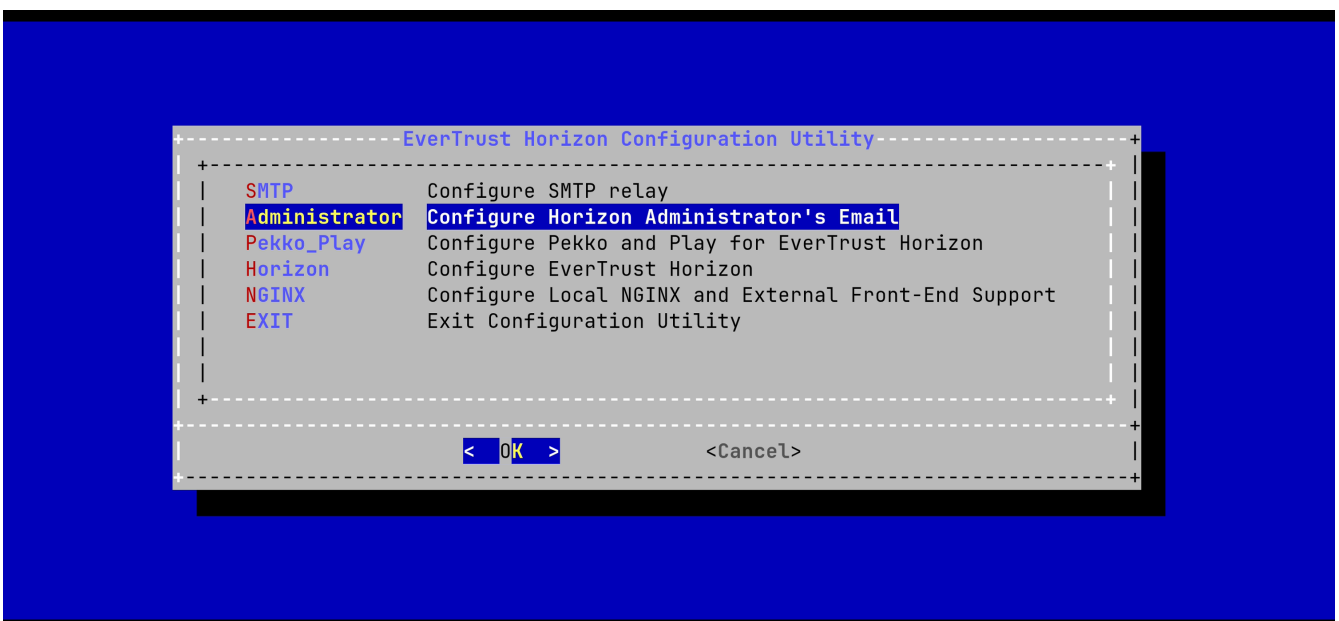 EverTrust Horizon Configuration Utility
SMTP Configure SMTP relay
Administrator Configure Horizon Administrator's Email
Pekko_Play Configure Pekko and Play for EverTrust Horizon
Horizon Configure EverTrust Horizon
NGINX Configure Local NGINX and External Front-End Support
EXIT Exit Configuration Utility
< OK > <Cancel>